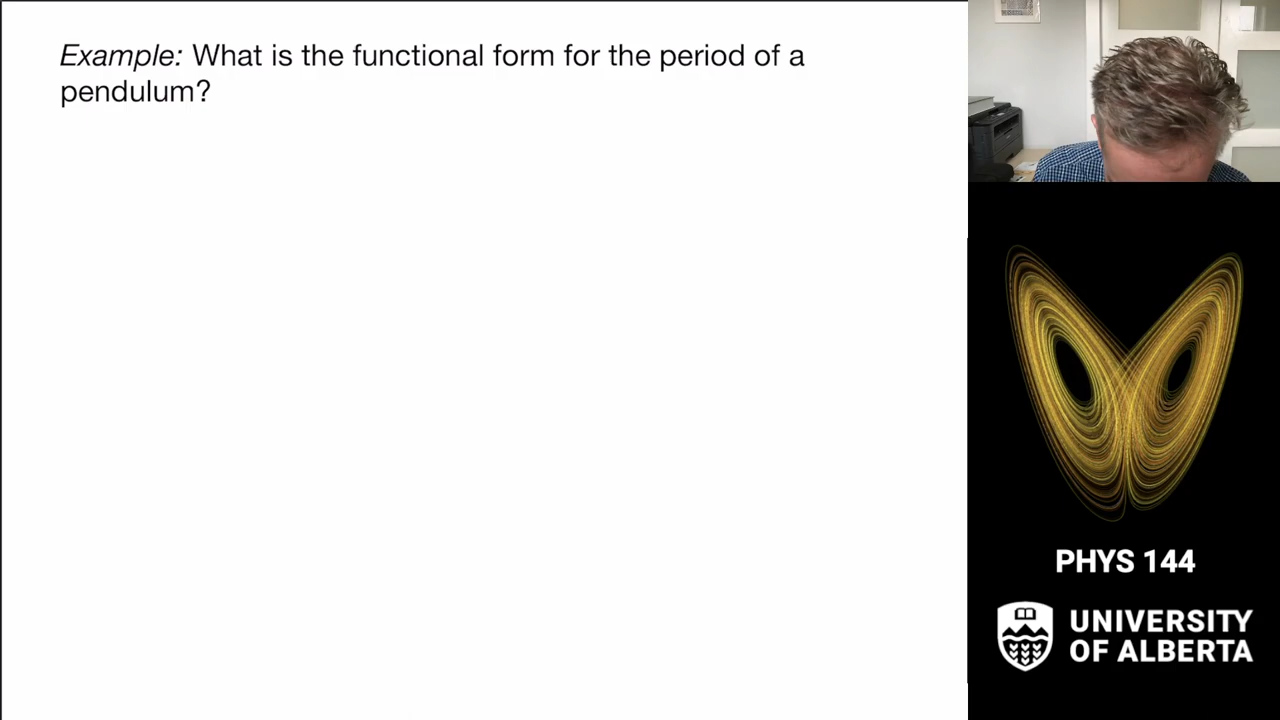 Example: What is the functional form for the period of a
pendulum?
PHYS 144
UNIVERSITY
OF ALBERTA